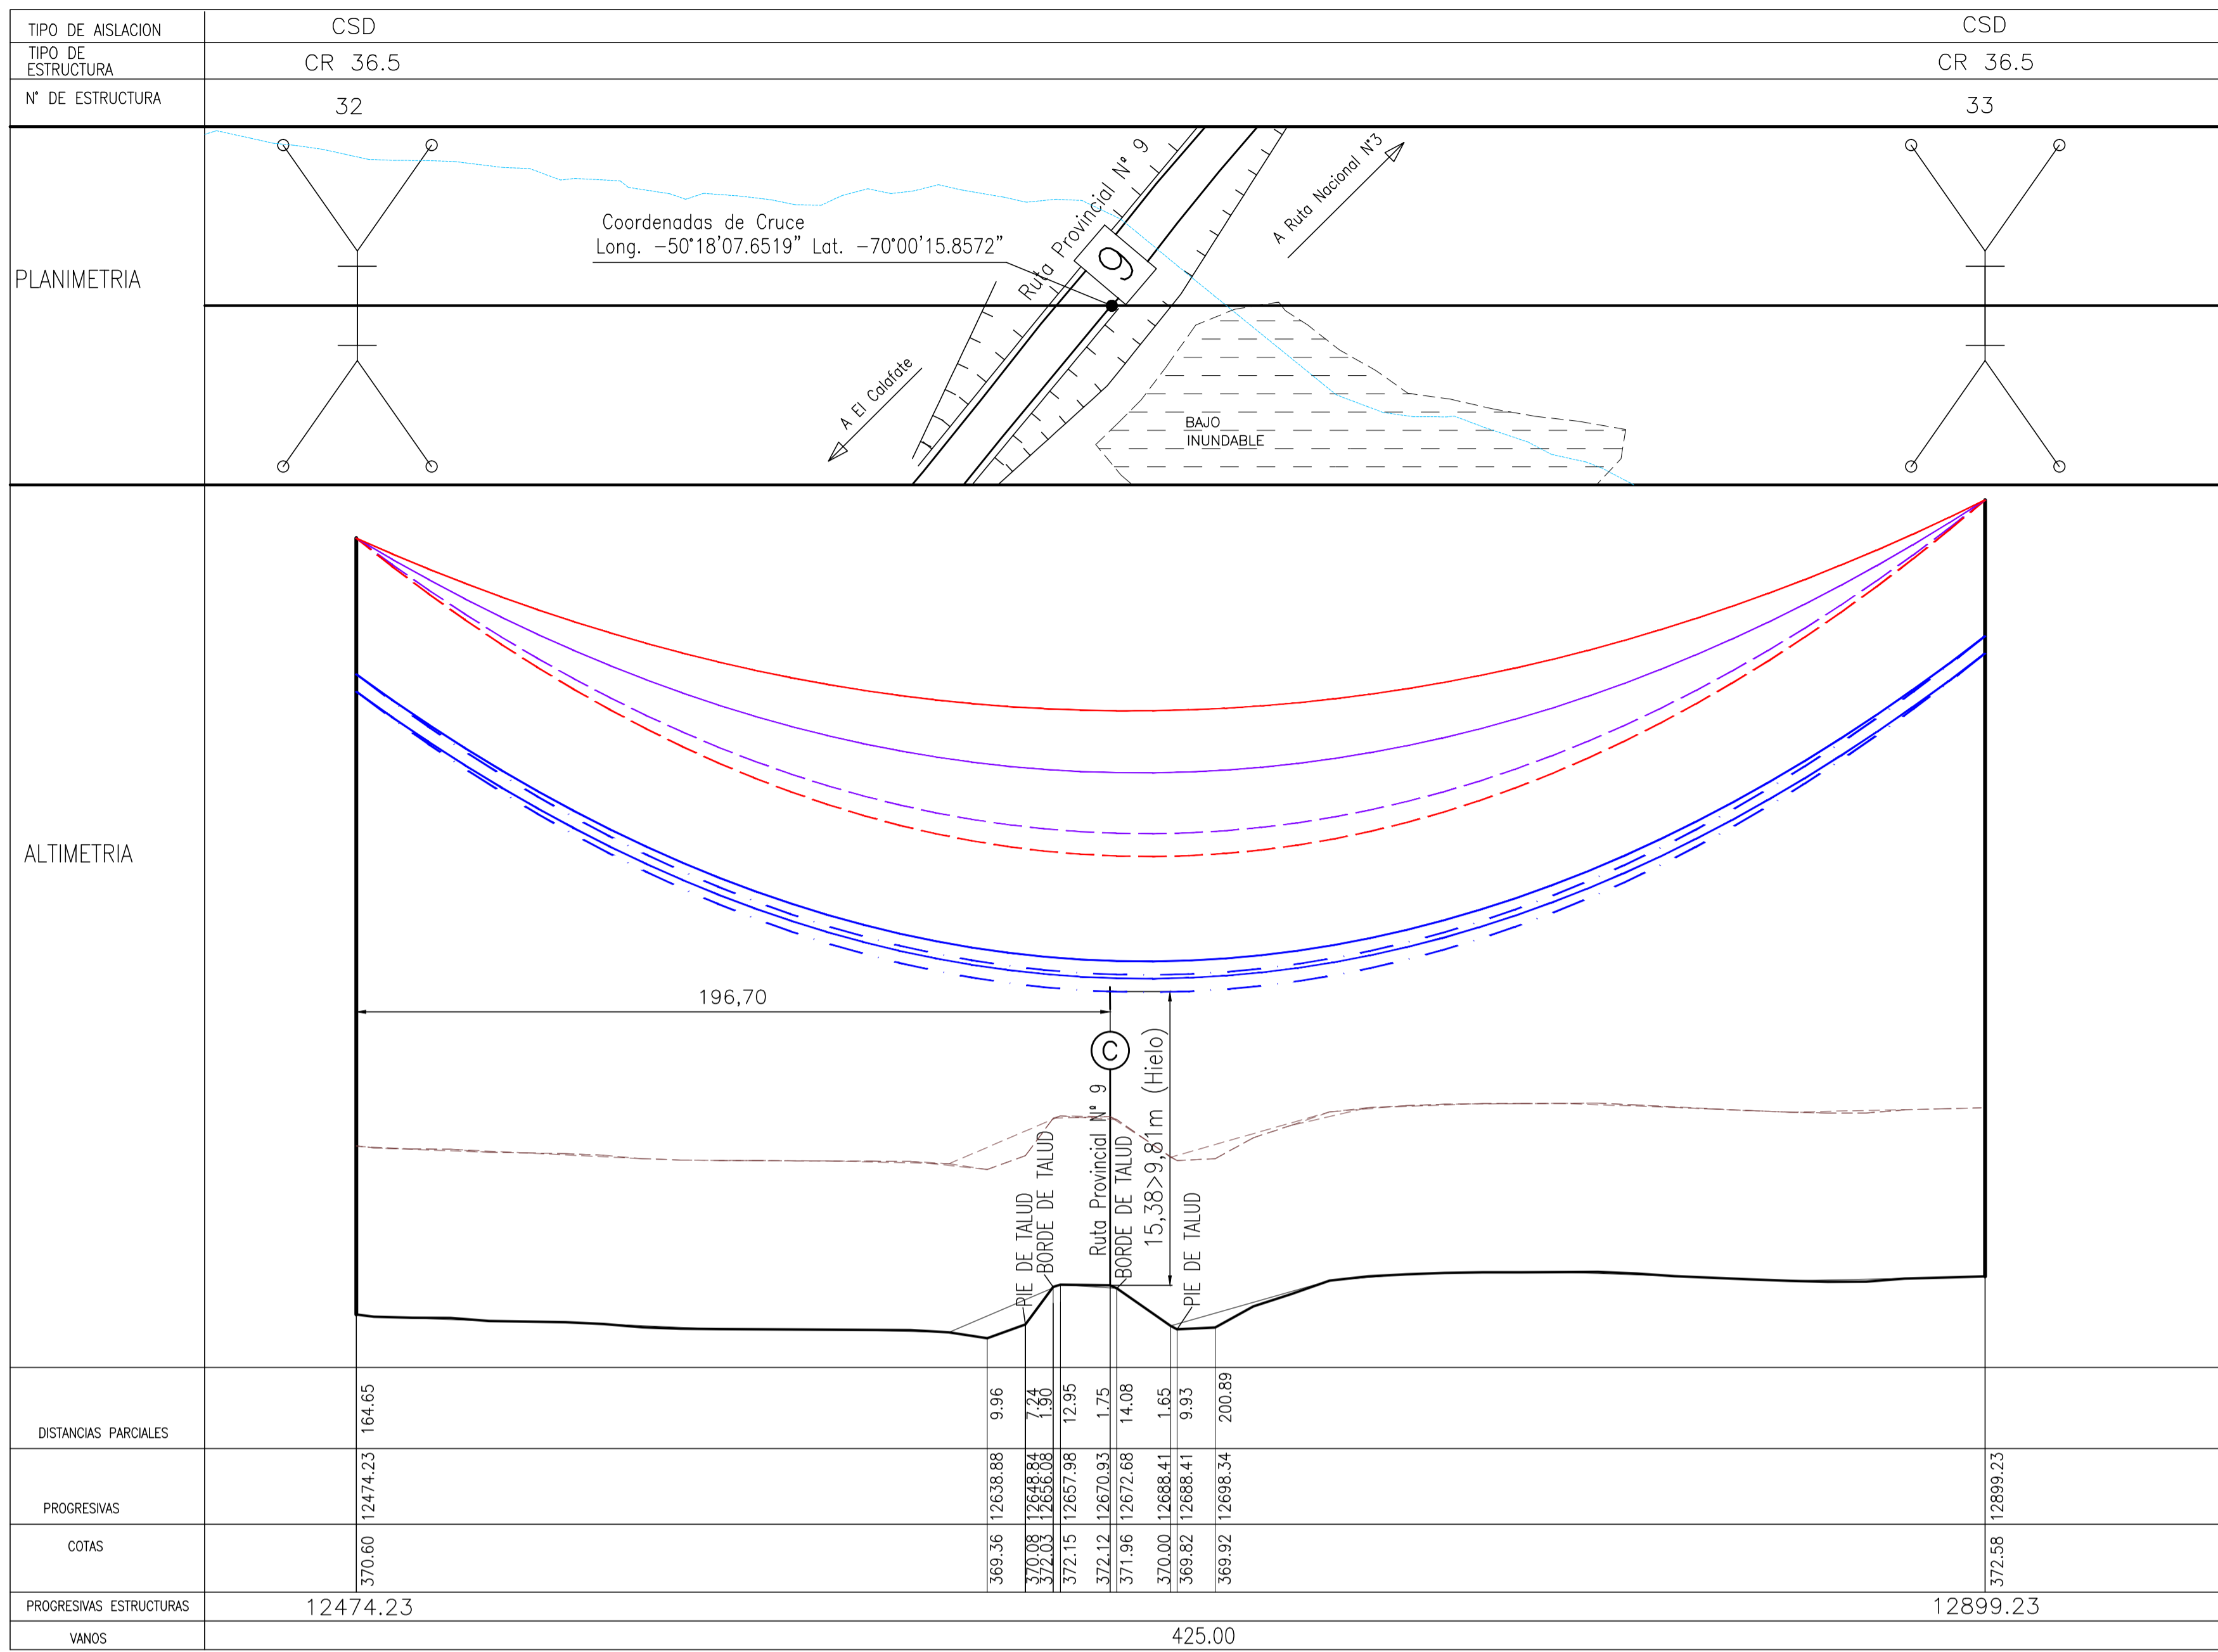 TIPO DE AISLACION
CSD
CSD
TIPO DE
ESTRUCTURA
CR 36.5
CR 36.5
N° DE ESTRUCTURA
32
33
PLANIMETRIA
Coordenadas de Cruce
Long. -50°18'07.6519" Lat. -70°00'15.8572"
Ruta Provincial N° 9
9
A Ruta Nacional N°3
A El Calafate
BAJO
INUNDABLE
ALTIMETRIA
196,70
C
PIE DE TALUD
BORDE DE TALUD
Ruta Provincial N° 9
BORDE DE TALUD
15,38>9,81m (Hielo)
PIE DE TALUD
DISTANCIAS PARCIALES
164.65
9.96
7.24
1.90
12.95
1.75
14.08
1.65
9.93
200.89
PROGRESIVAS
12474.23
12638.88
12648.84
12656.08
12657.98
12670.93
12672.68
12688.41
12688.41
12698.34
12899.23
COTAS
370.60
369.36
370.08
372.03
372.15
372.12
371.96
370.00
369.82
369.92
372.58
PROGRESIVAS ESTRUCTURAS
12474.23
12899.23
VANOS
425.00